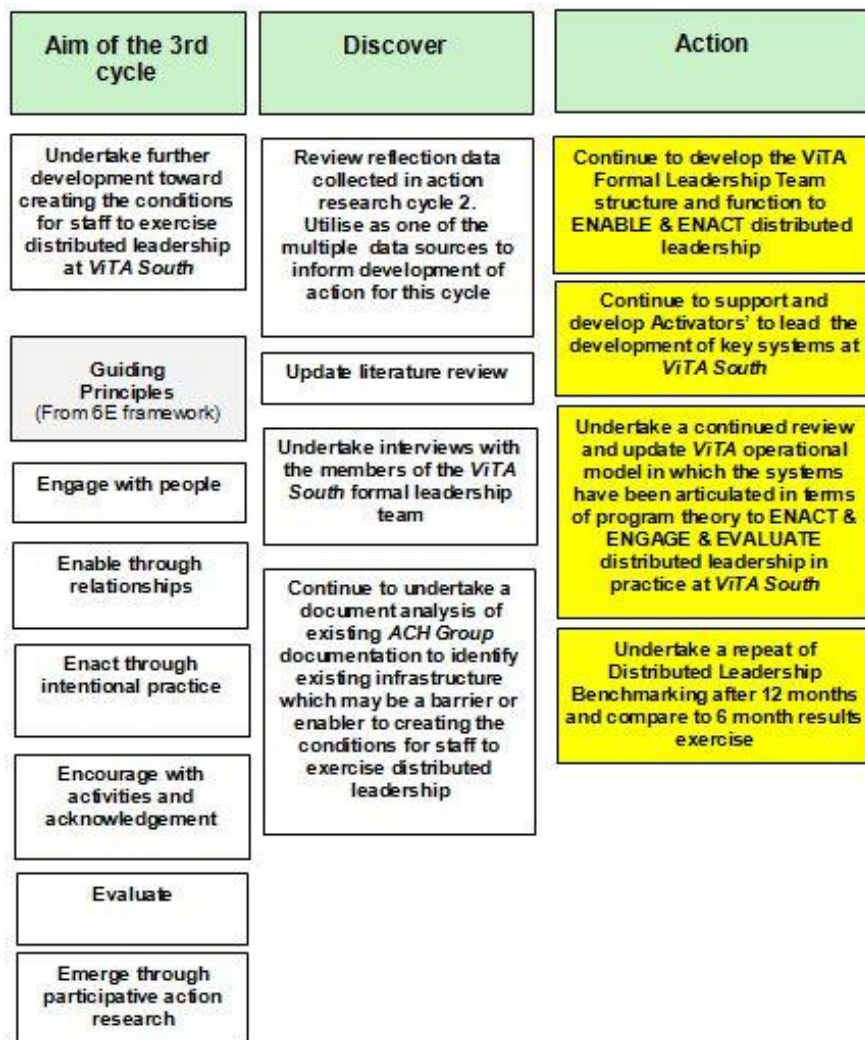 Aim of the 3rd
cycle
Undertake further
development toward
creating the conditions
for staff to exercise
distributed leadership
at ViTA South
Guiding
Principles
(From 6E framework)
Engage with people
Enable through
relationships
Enact through
intentional practice
Encourage with
activities and
acknowledgement
Evaluate
Emerge through
participative action
research
Discover
Review reflection data
collected in action
research cycle 2.
Utilise as one of the
multiple data sources to
inform development of
action for this cycle
Update literature review
Undertake interviews with
the members of the ViTA
South formal leadership
team
Continue to undertake a
document analysis of
existing ACH Group
documentation to identify
existing infrastructure
which may be a barrier or
enabler to creating the
conditions for staff to
exercise distributed
leadership
Action
Continue to develop the ViTA
Formal Leadership Team
structure and function to
ENABLE & ENACT distributed
leadership
Continue to support and
develop Activators' to lead the
development of key systems at
ViTA South
Undertake a continued review
and update ViTA operational
model in which the systems
have been articulated in terms
of program theory to ENACT &
ENGAGE & EVALUATE
distributed leadership in
practice at ViTA South
Undertake a repeat of
Distributed Leadership
Benchmarking after 12 months
and compare to 6 month results
exercise